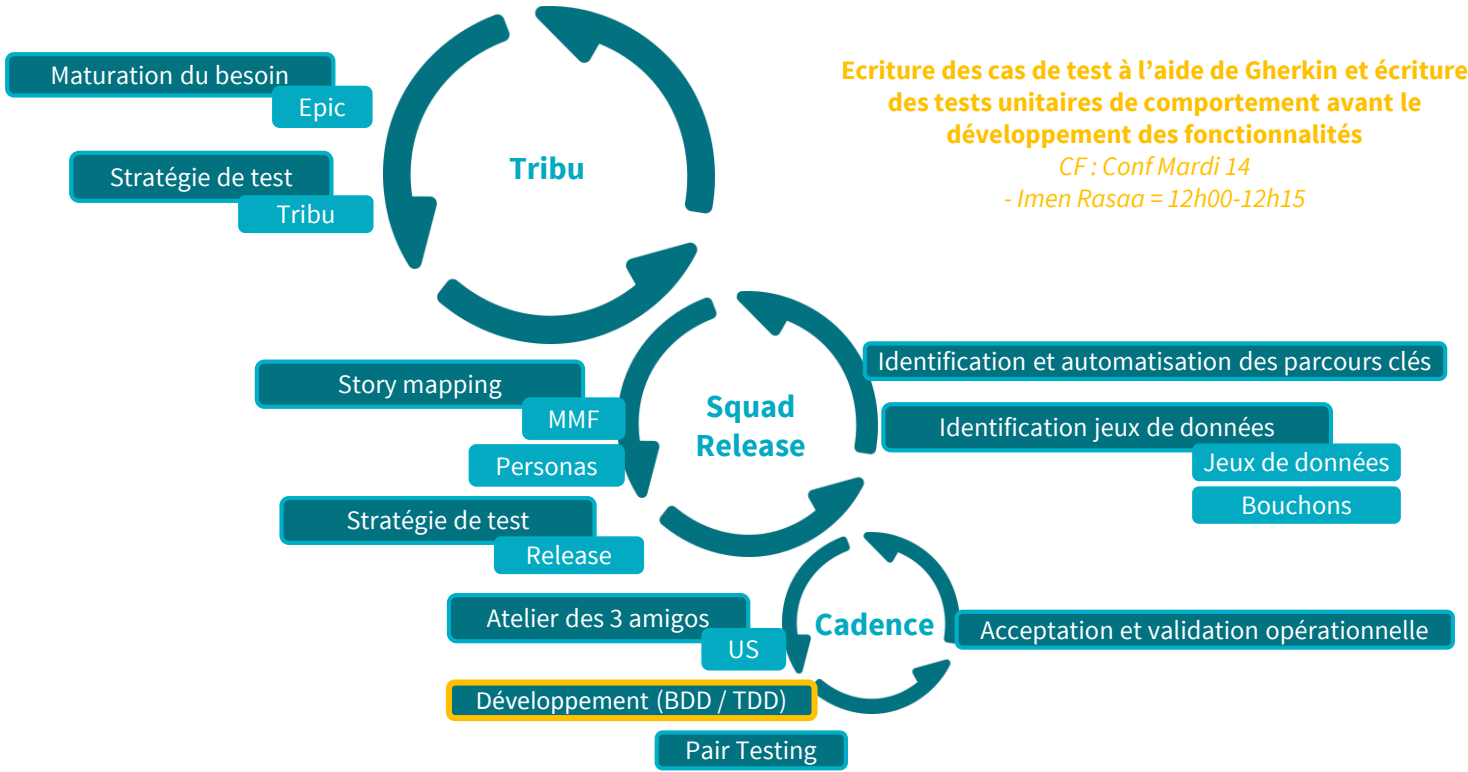 Maturation du besoin
Epic
Stratégie de test
Tribu
Tribu
Ecriture des cas de test à l’aide de Gherkin et écriture
des tests unitaires de comportement avant le
développement des fonctionnalités
CF : Conf Mardi 14
- Imen Rasaa = 12h00-12h15
Story mapping
MMF
Personas
Stratégie de test
Release
Squad
Release
Identification et automatisation des parcours clés
Identification jeux de données
Jeux de données
Bouchons
Atelier des 3 amigos
US
Développement (BDD / TDD)
Pair Testing
Cadence
Acceptation et validation opérationnelle